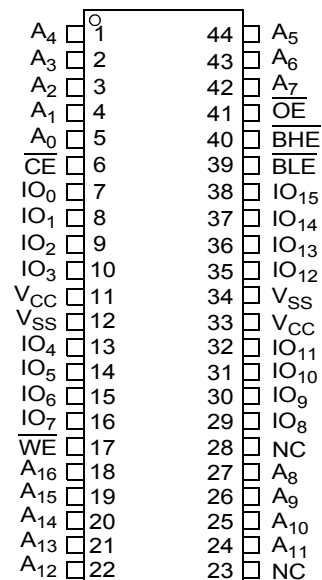 A4 1 44 A5
A3 2 43 A6
A2 3 42 A7
A1 4 41 OE
A0 5 40 BHE
CE 6 39 BLE
IO0 7 38 IO15
IO1 8 37 IO14
IO2 9 36 IO13
IO3 10 35 IO12
VCC 11 34 VSS
VSS 12 33 VCC
IO4 13 32 IO11
IO5 14 31 IO10
IO6 15 30 IO9
IO7 16 29 IO8
WE 17 28 NC
A16 18 27 A8
A15 19 26 A9
A14 20 25 A10
A13 21 24 A11
A12 22 23 NC